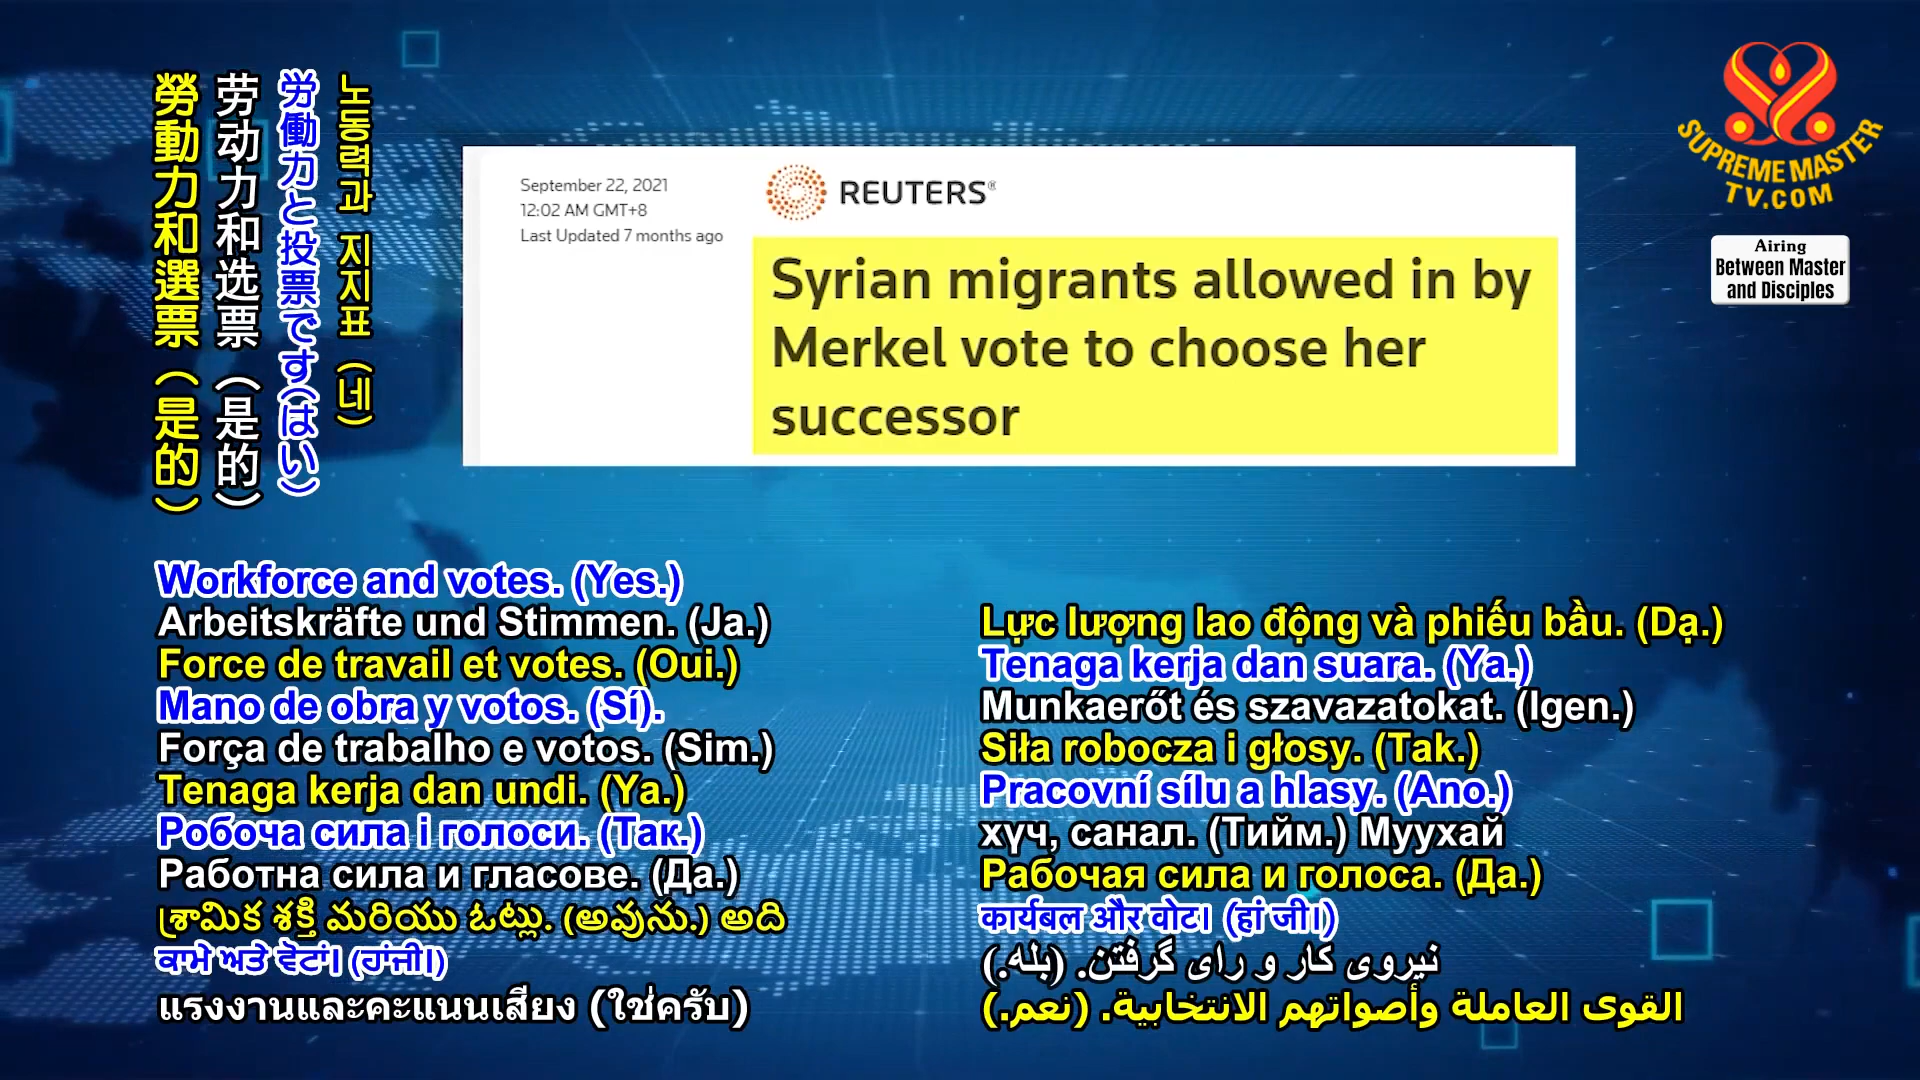 勞動力和選票（是的）
劳动力和选票（是的）
労働力と投票です(はい)
노동력과 지지표 (네)
September 22, 2021
12:02 AM GMT+8
Last Updated 7 months ago
REUTERS®
Syrian migrants allowed in by
Merkel vote to choose her
successor
SUPREME MASTER
TV.COM
Airing
Between Master
and Disciples
Workforce and votes. (Yes.)
Arbeitskräfte und Stimmen. (Ja.)
Force de travail et votes. (Oui.)
Mano de obra y votos. (Sí).
Força de trabalho e votos. (Sim.)
Tenaga kerja dan undi. (Ya.)
Робоча сила і голоси. (Так.)
Работна сила и гласове. (Да.)
శ్రామిక శక్తి మరియు ఓట్లు. (అవును.) అది
ਕਾਮੇ ਅਤੇ ਵੋਟਾਂ। (ਹਾਂਜੀ।)
แรงงานและคะแนนเสียง (ใช่ครับ)
Lực lượng lao động và phiếu bầu. (Dạ.)
Tenaga kerja dan suara. (Ya.)
Munkaerőt és szavazatokat. (Igen.)
Siła robocza i głosy. (Tak.)
Pracovní sílu a hlasy. (Ano.)
хүч, санал. (Тийм.) Муухай
Рабочая сила и голоса. (Да.)
कार्यबल और वोट। (हां जी।)
نیروی کار و رای گرفتن. (بله.)
القوى العاملة وأصواتهم الانتخابية. (نعم.)